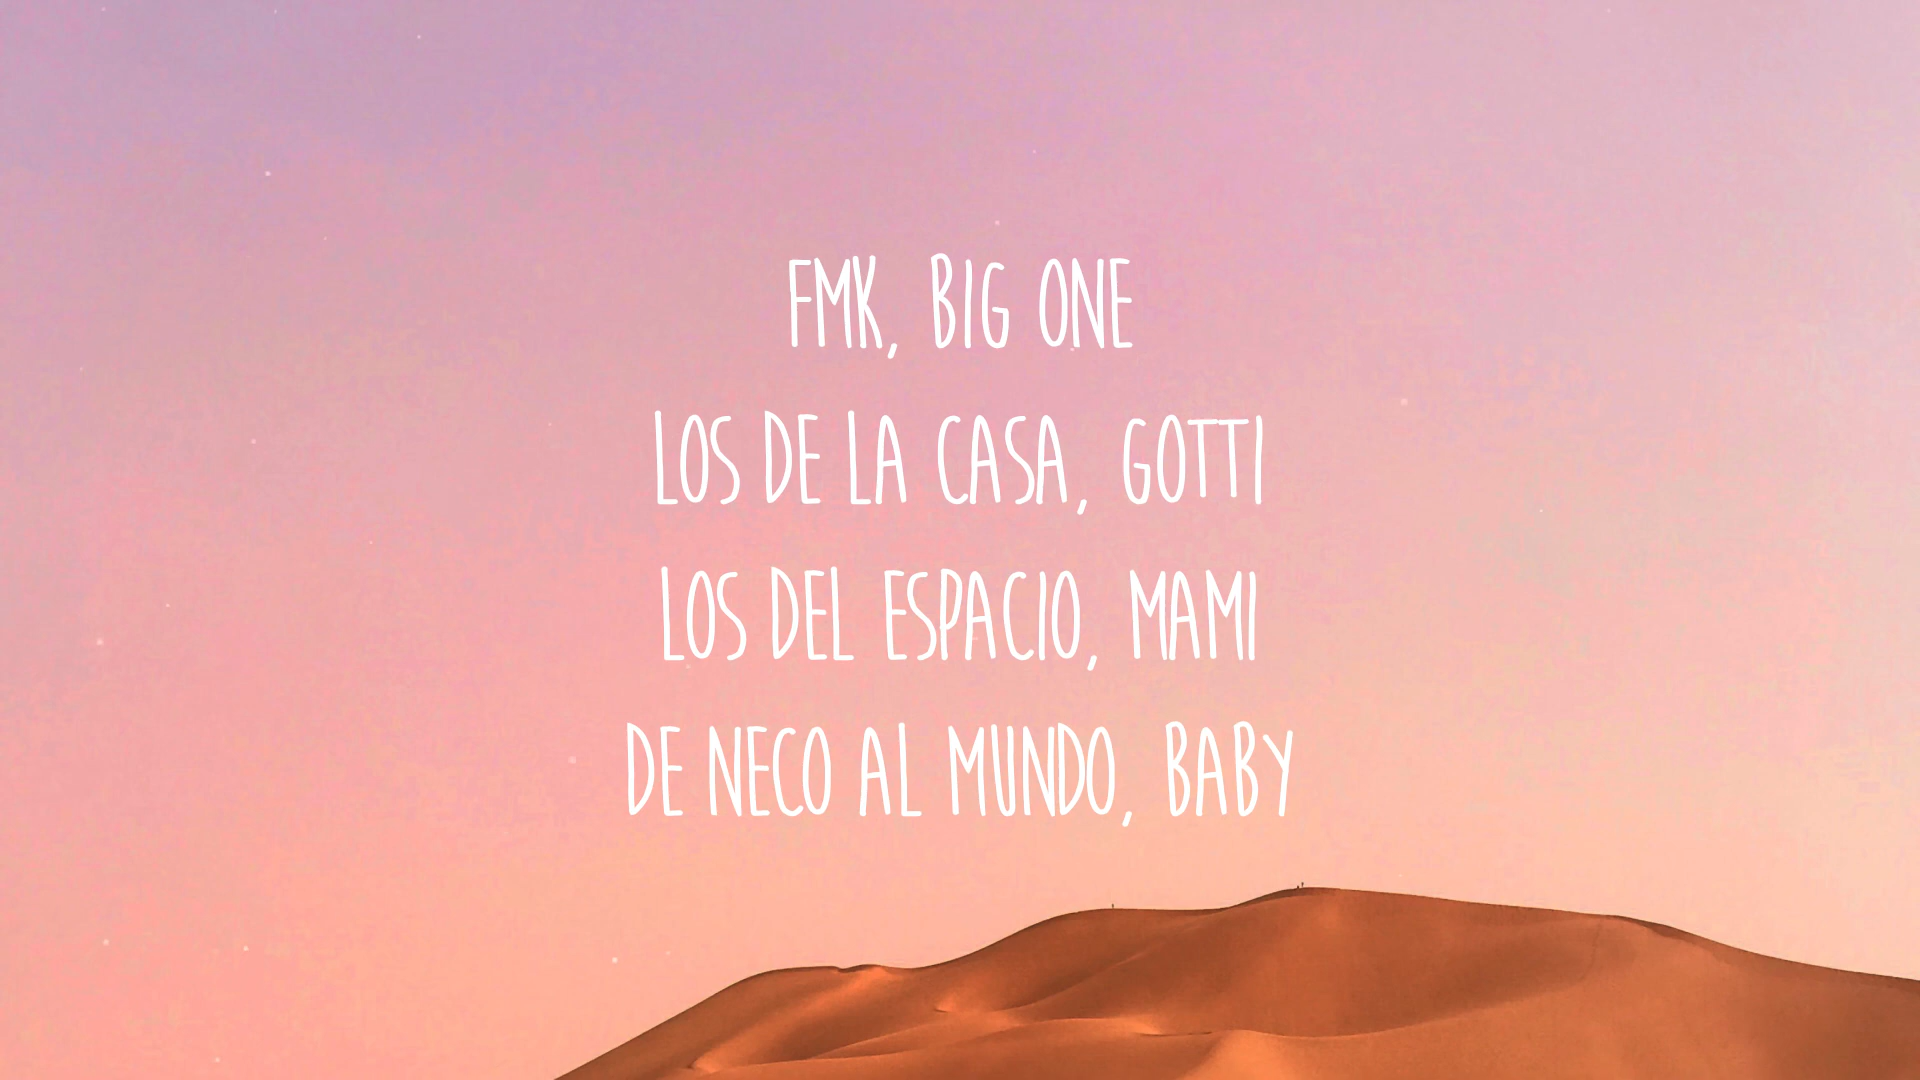 FMK, BIG ONE
LOS DE LA CASA, GOTTI
LOS DEL ESPACIO, MAMI
DE NECO AL MUNDO, BABY